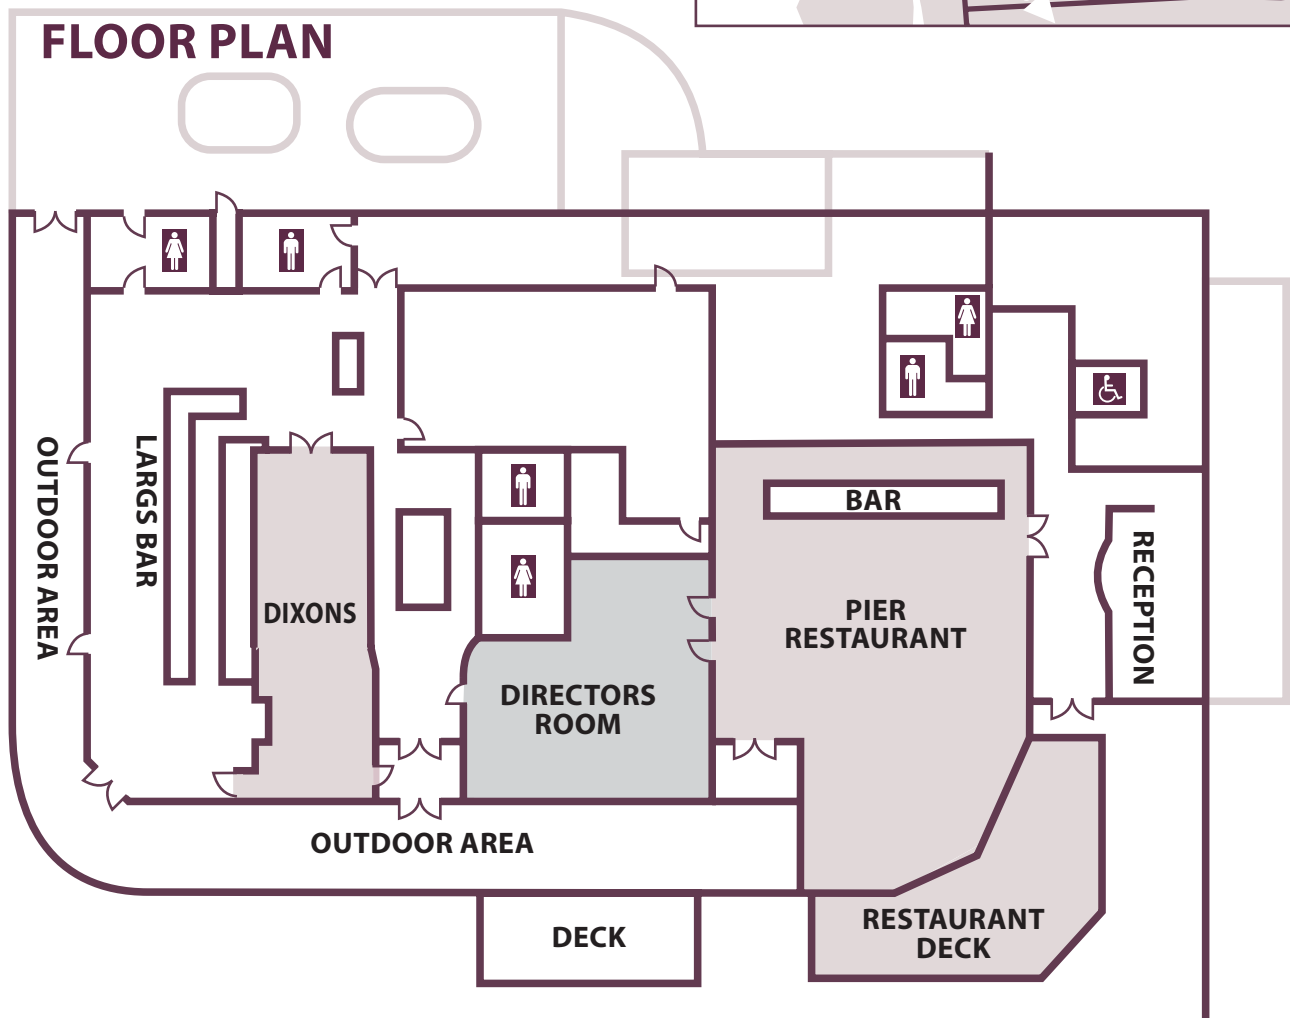 FLOOR PLAN
OUTDOOR AREA
LARGS BAR
DIXONS
BAR
PIER
RESTAURANT
RECEPTION
DIRECTORS
ROOM
OUTDOOR AREA
DECK
RESTAURANT
DECK